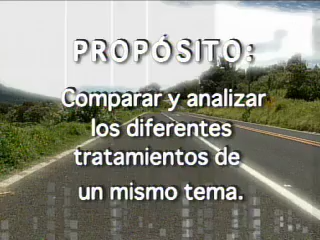 PROPÓSITO:
Comparar y analizar
los diferentes
tratamientos de
un mismo tema.